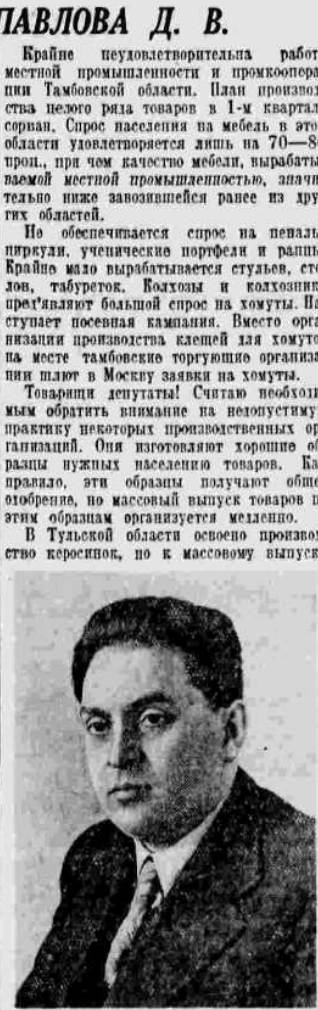 ПАВЛОВА Д. В.
Крайне неудовлетворительна работ
местной промышленности и промкоопера
ции Тамбовской области. План производ
ства целого ряда товаров в 1-м квартал
сорван. Спрос населения на мебель в это
области удовлетворяется лишь на 70—8
проц., при чем качество мебели, вырабаты
ваемой местной промышленностью, значи
тельно ниже завозившейся ранее из дру
гих областей.
Не обеспечивается спрос на пеналы
циркули, ученические портфели и ранцы
Крайне мало вырабатывается стульев, сто
лов, табуреток. Колхозы и колхозник
пред'являют большой спрос на хомуты. На
ступает посевная кампания. Вместо орга
низации производства клещей для хомуто
на месте тамбовские торгующие организа
ции шлют в Москву заявки на хомуты.
Товарищи депутаты! Считаю необходи
мым обратить внимание на недопустиму
практику некоторых производственных ор
ганизаций. Они изготовляют хорошие об
разцы нужных населению товаров. Ка
правило, эти образцы получают обще
одобрение, но массовый выпуск товаров п
этим образцам организуется медленно.
В Тульской области освоено производ
ство керосинок, но к массовому выпуск